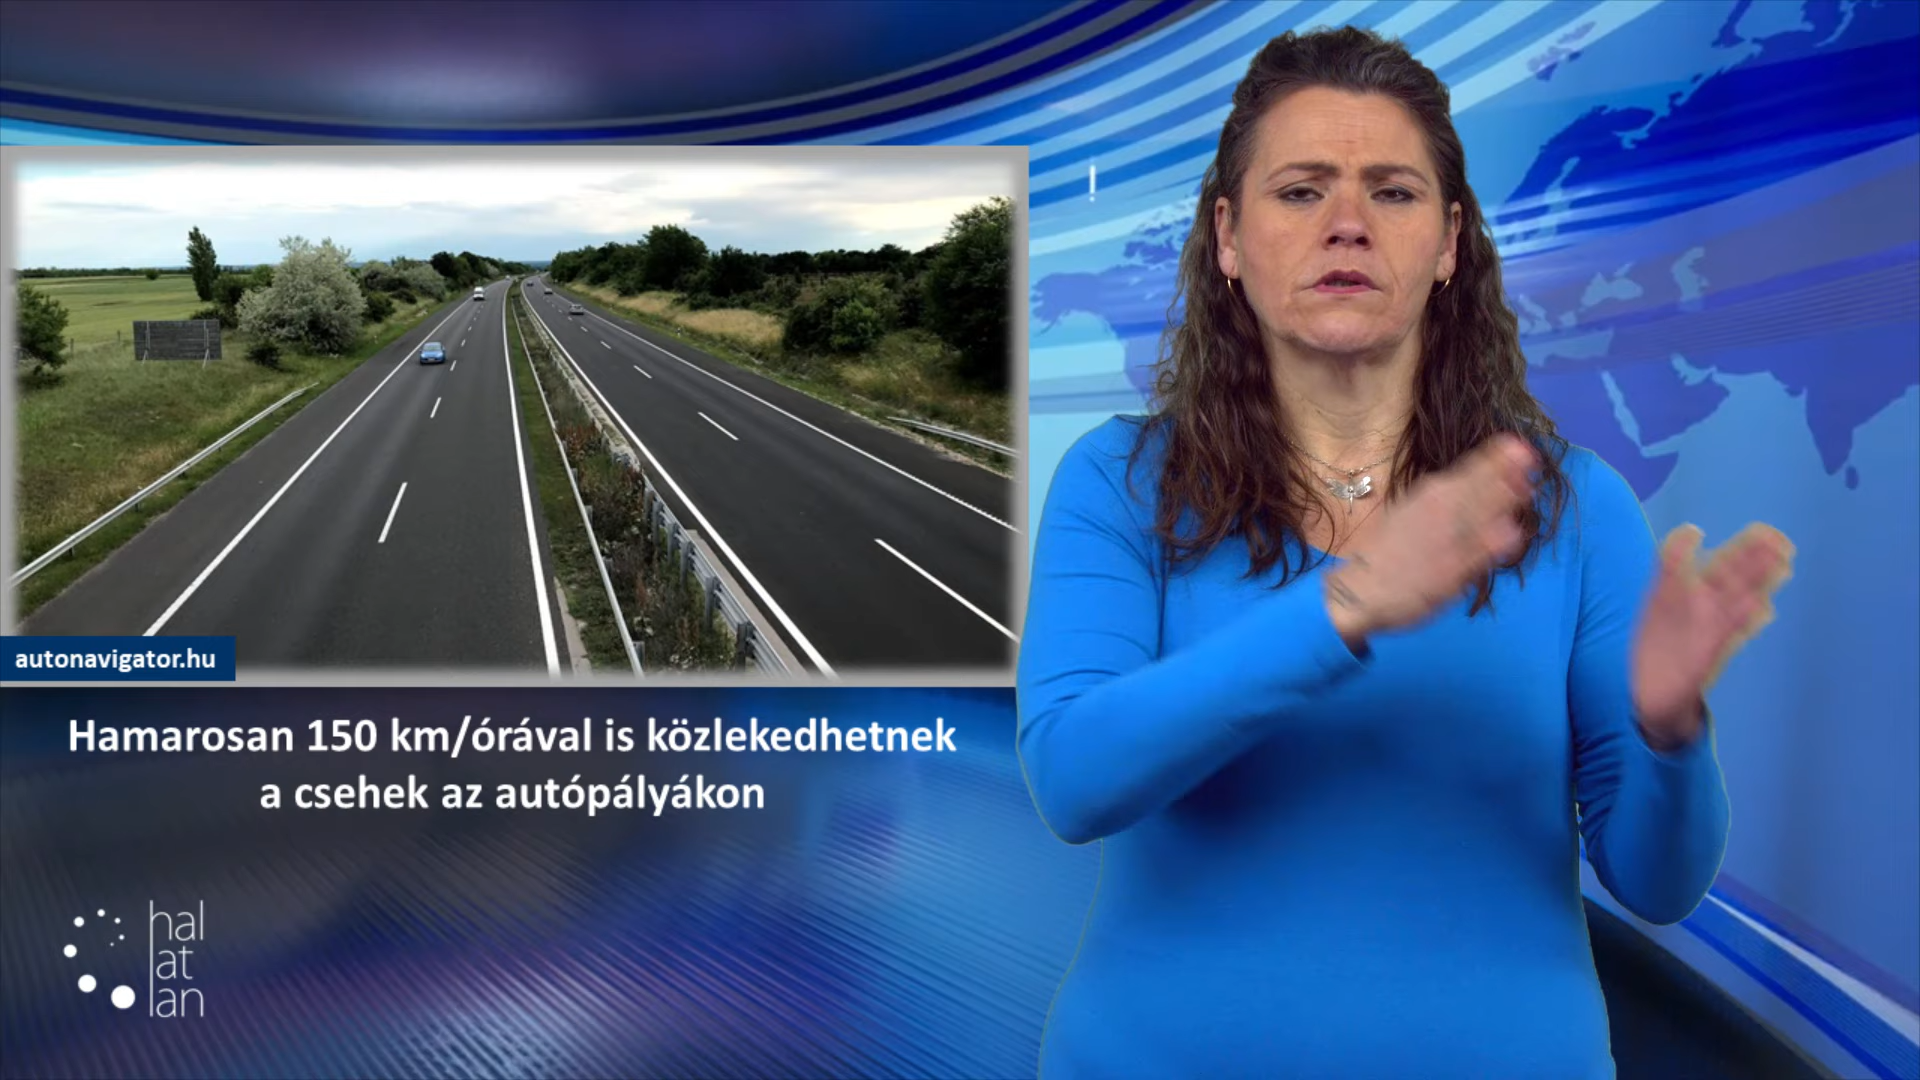 autonavigator.hu
Hamarosan 150 km/órával is közlekedhetnek
a csehek az autópályákon
hal
at
lan